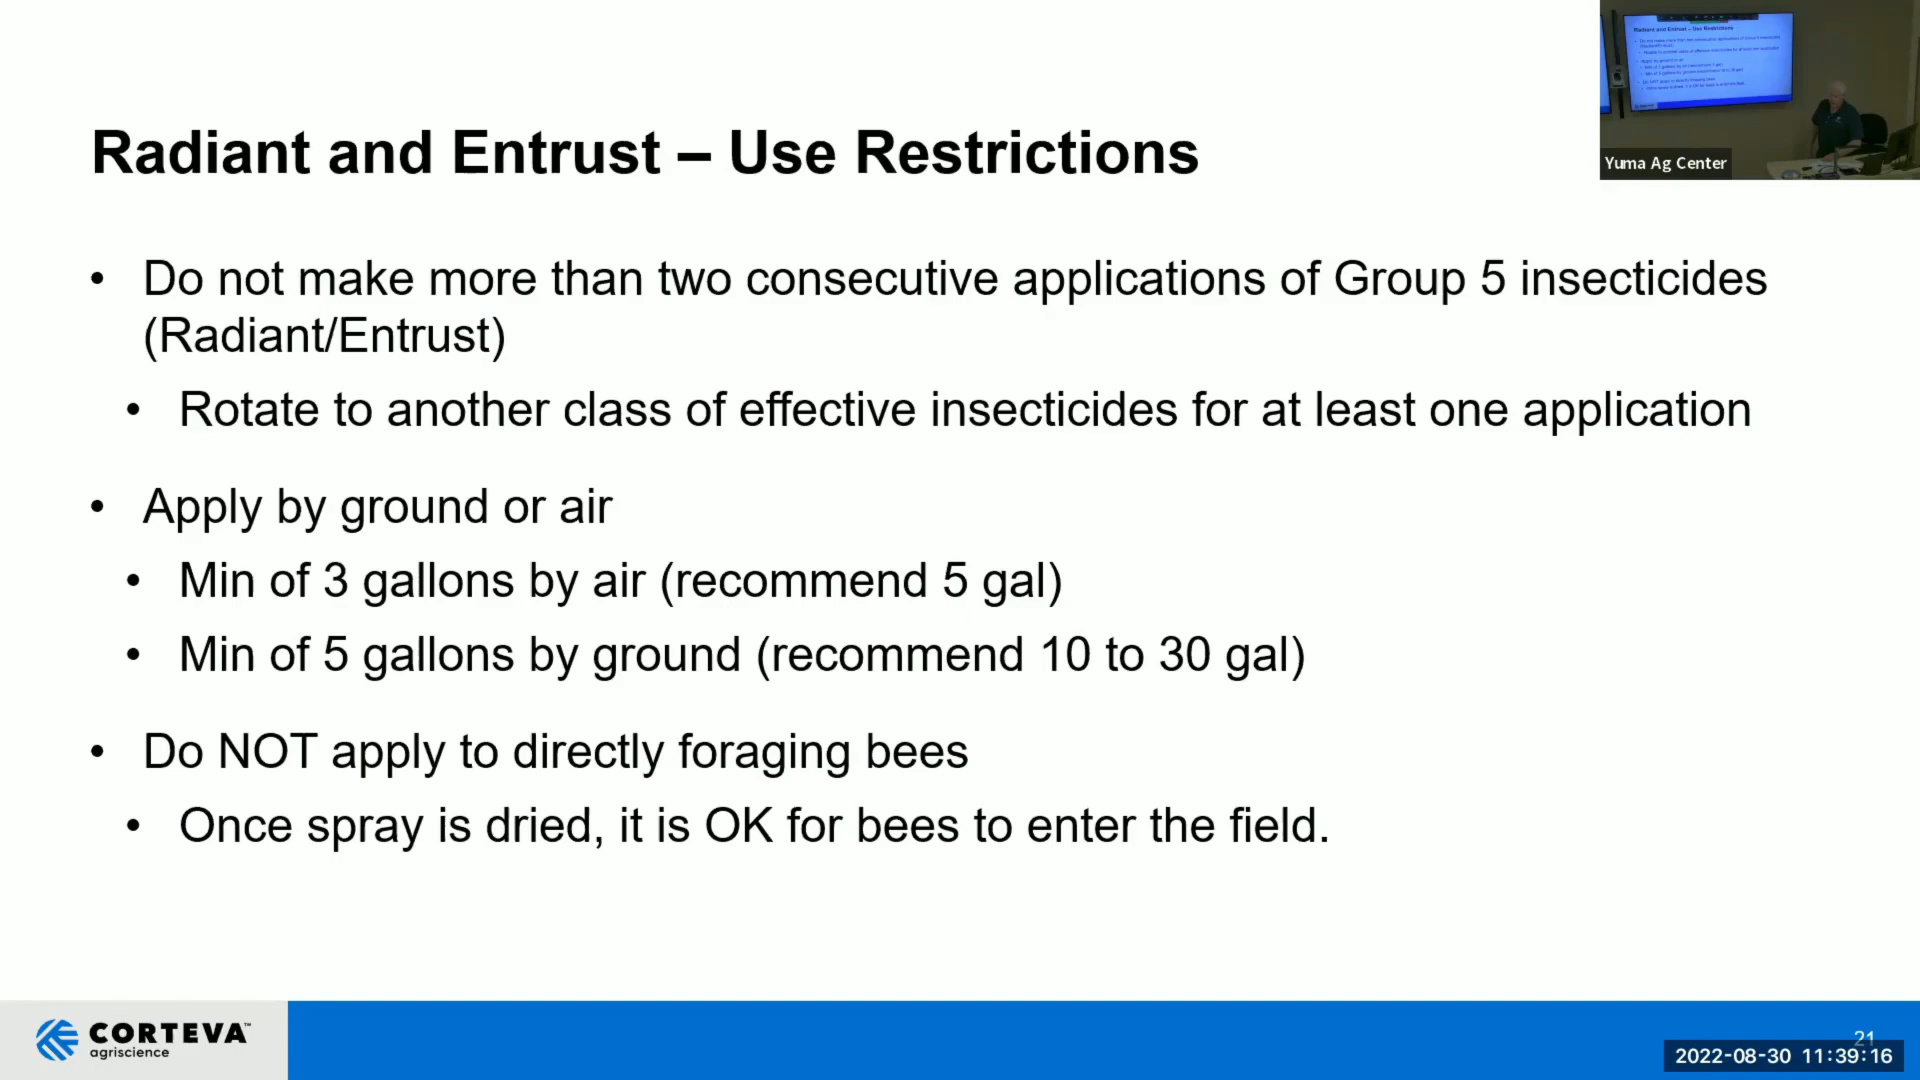 Radiant and Entrust – Use Restrictions
Yuma Ag Center
• Do not make more than two consecutive applications of Group 5 insecticides
(Radiant/Entrust)
• Rotate to another class of effective insecticides for at least one application
• Apply by ground or air
• Min of 3 gallons by air (recommend 5 gal)
• Min of 5 gallons by ground (recommend 10 to 30 gal)
• Do NOT apply to directly foraging bees
• Once spray is dried, it is OK for bees to enter the field.
CORTEVA™
agriscience
21
2022-08-30 11:39:16